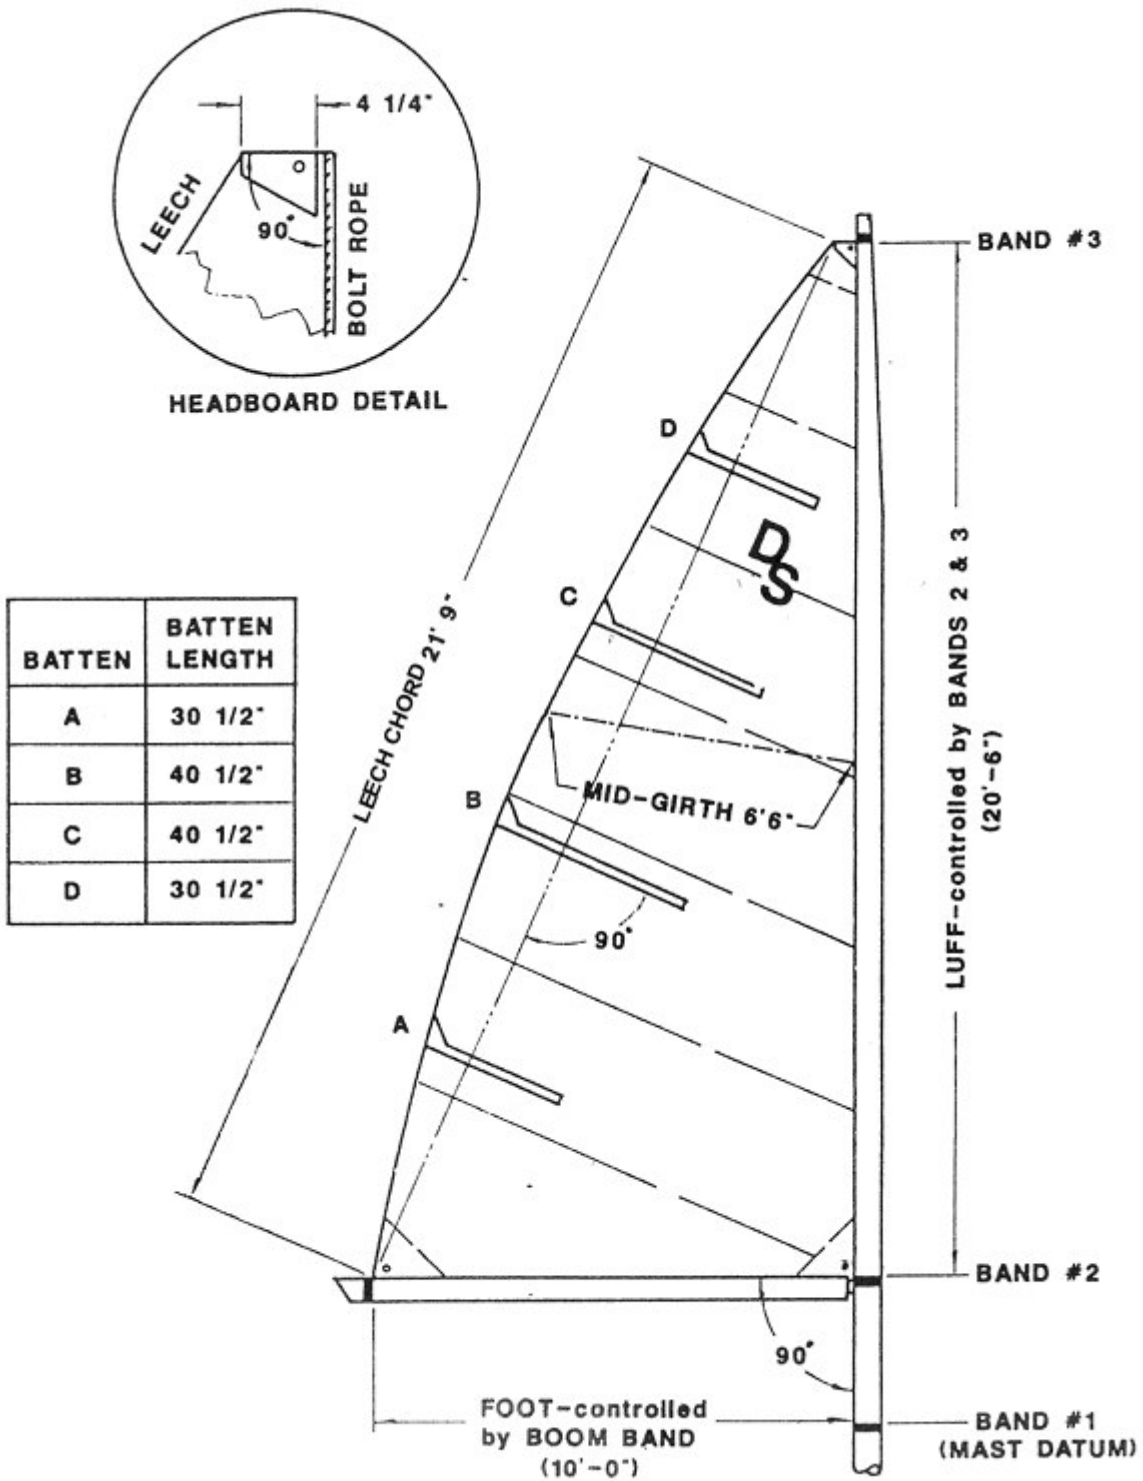 4 1/4"
LEECH
90°
BOLT ROPE
HEADBOARD DETAIL
BAND #3
D
DS
C
LEECH CHORD 21' 9"
LUFF-controlled by BANDS 2 & 3
(20'-6")
BATTEN BATTEN LENGTH
A 30 1/2"
B 40 1/2"
C 40 1/2"
D 30 1/2"
MID-GIRTH 6'6"
B
90°
A
BAND #2
90°
FOOT-controlled
by BOOM BAND
(10'-0")
BAND #1
(MAST DATUM)